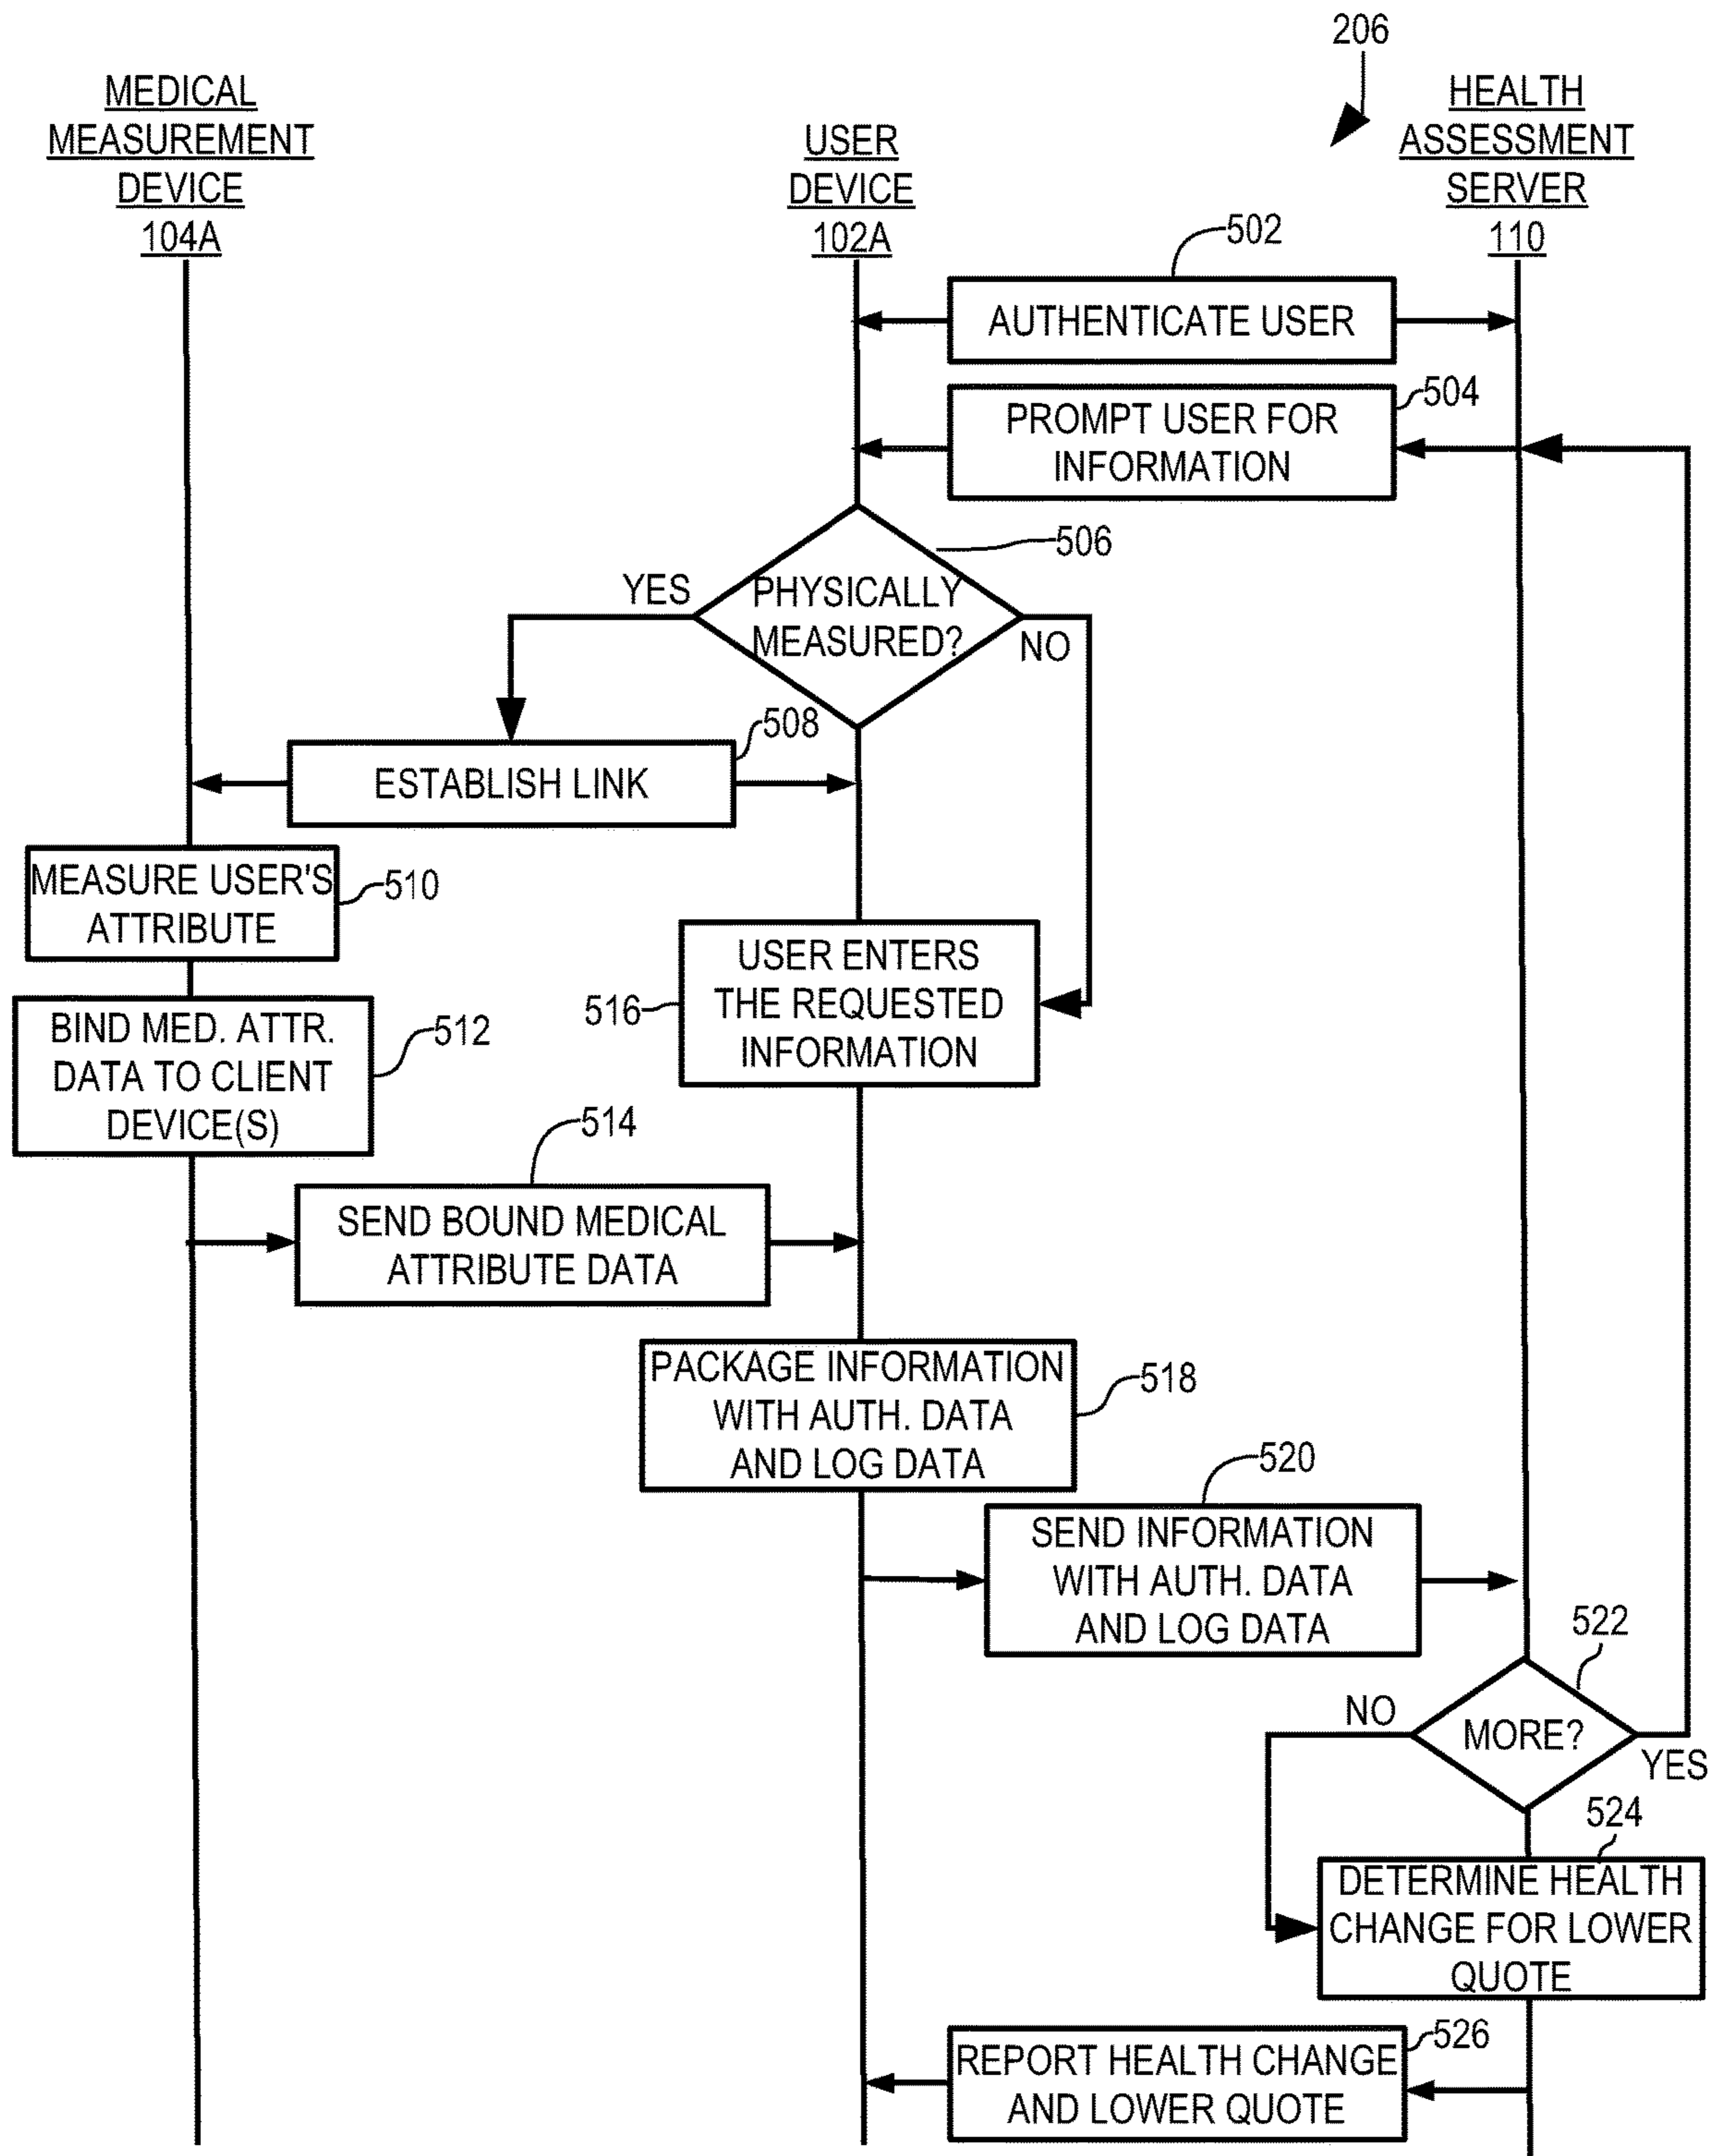 206
MEDICAL
MEASUREMENT
DEVICE
104A
USER
DEVICE
102A
HEALTH
ASSESSMENT
SERVER
110
502
AUTHENTICATE USER
504
PROMPT USER FOR
INFORMATION
506
PHYSICALLY
MEASURED?
YES
NO
508
ESTABLISH LINK
MEASURE USER'S
ATTRIBUTE
510
BIND MED. ATTR.
DATA TO CLIENT
DEVICE(S)
512
516
USER ENTERS
THE REQUESTED
INFORMATION
514
SEND BOUND MEDICAL
ATTRIBUTE DATA
PACKAGE INFORMATION
WITH AUTH. DATA
AND LOG DATA
518
520
SEND INFORMATION
WITH AUTH. DATA
AND LOG DATA
522
MORE?
NO
YES
524
DETERMINE HEALTH
CHANGE FOR LOWER
QUOTE
526
REPORT HEALTH CHANGE
AND LOWER QUOTE